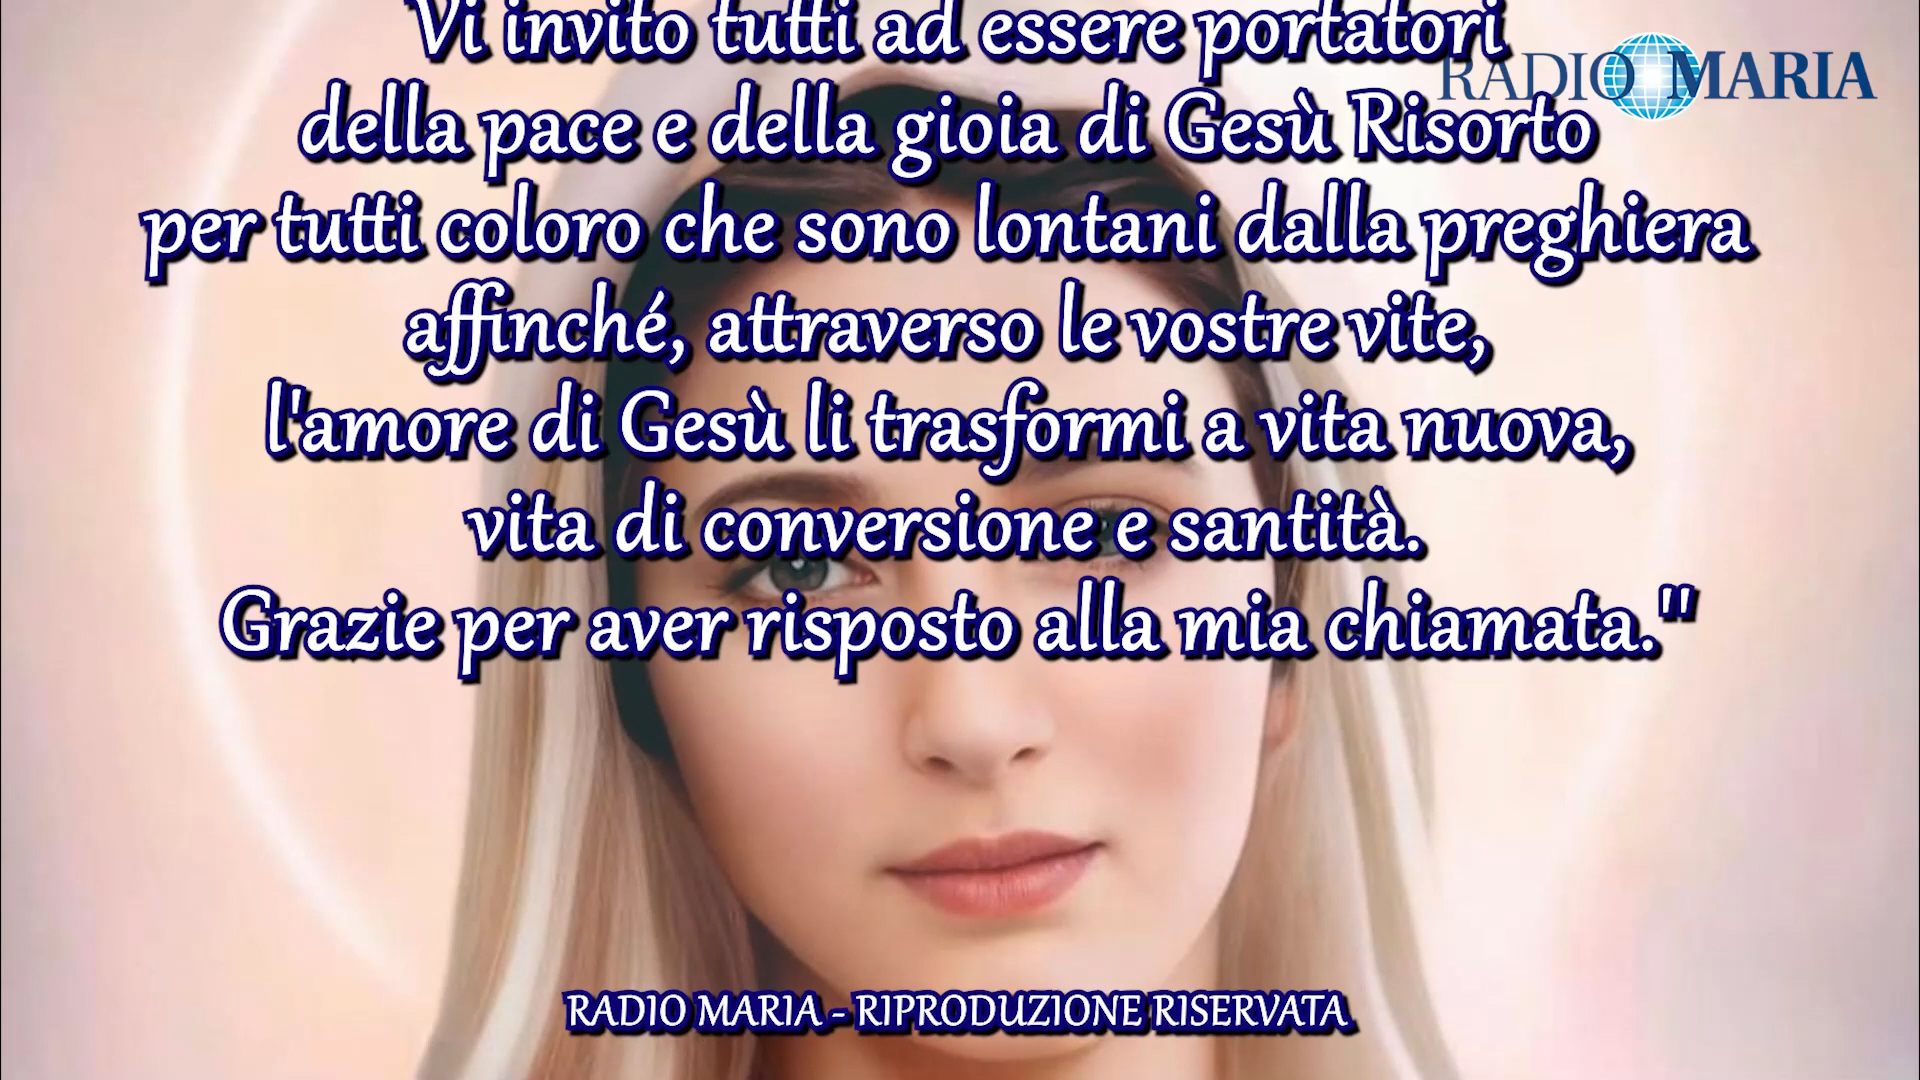 Vi invito tutti ad essere portatori
RADIO MARIA
della pace e della gioia di Gesù Risorto
per tutti coloro che sono lontani dalla preghiera
affinché, attraverso le vostre vite,
l'amore di Gesù li trasformi a vita nuova,
vita di conversione e santità.
Grazie per aver risposto alla mia chiamata."
RADIO MARIA - RIPRODUZIONE RISERVATA